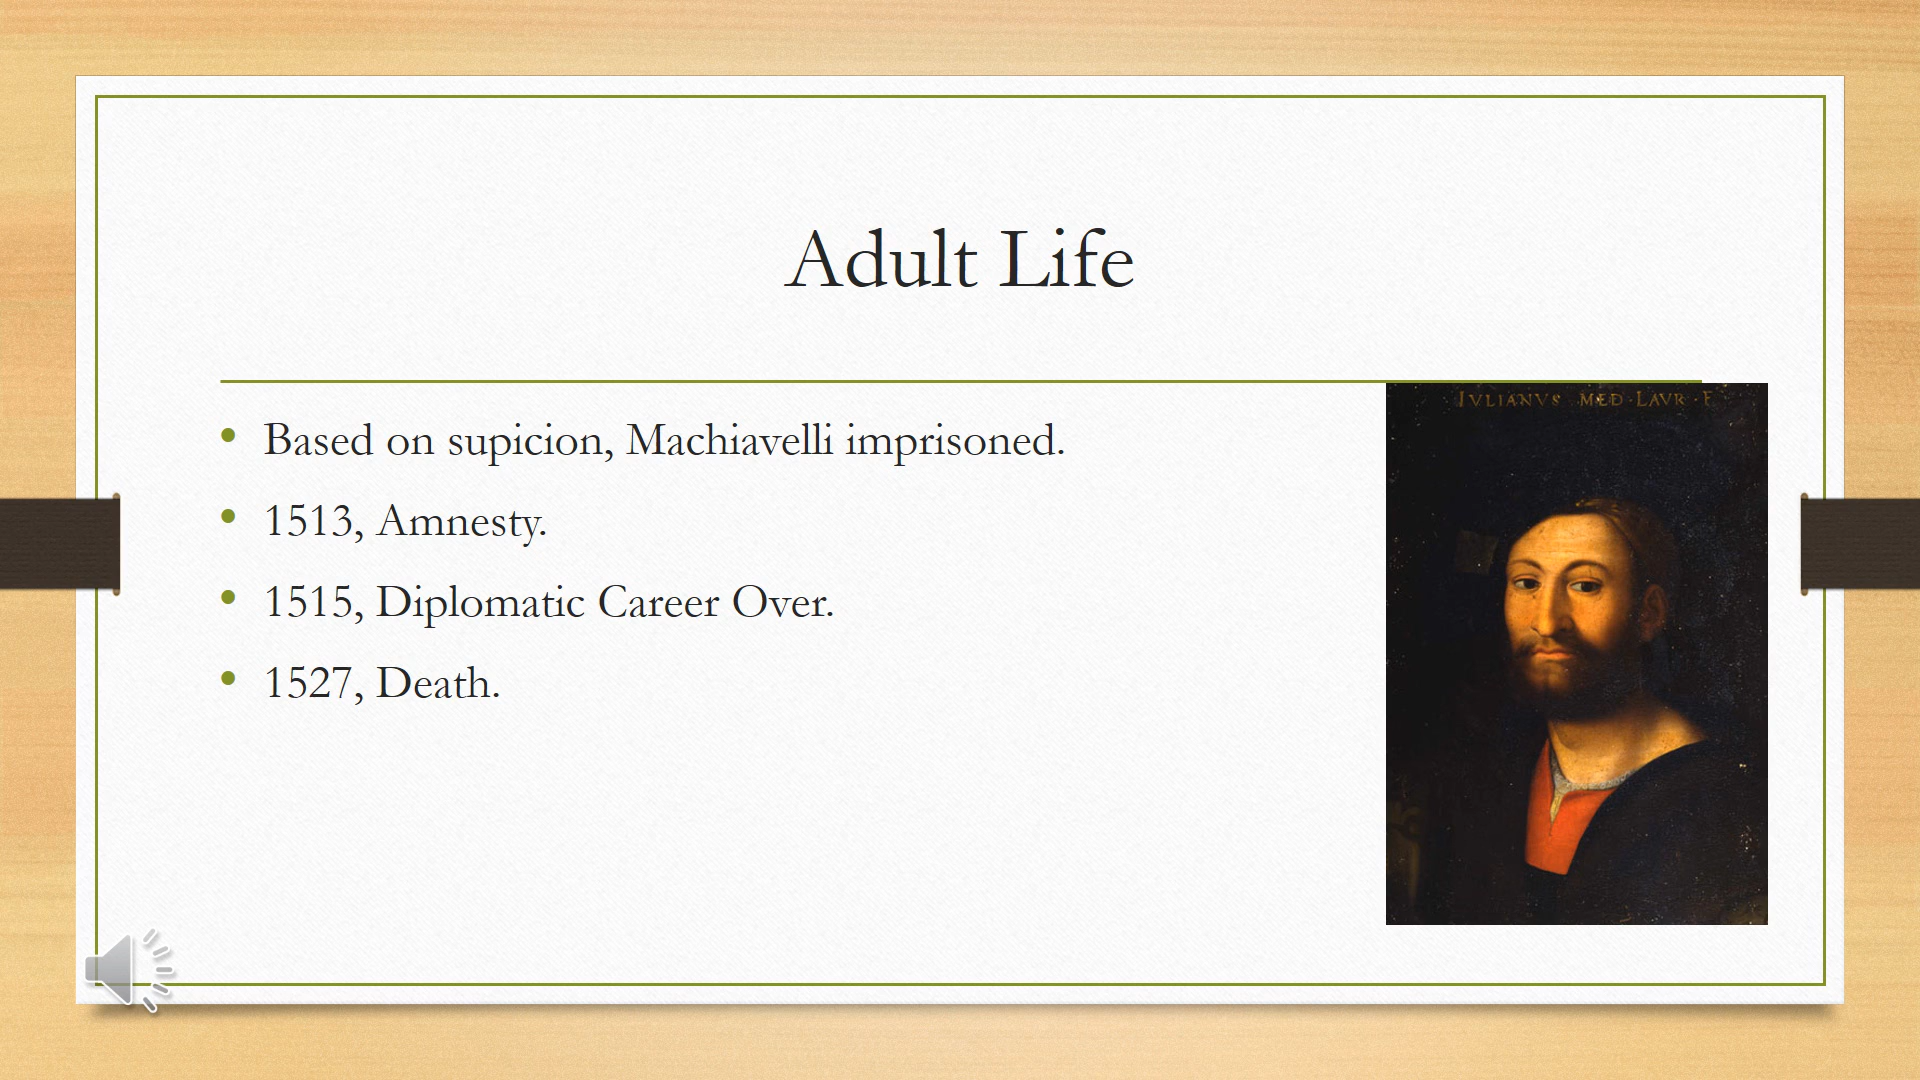 Adult Life
IVLIANVS MED LAVR · F
• Based on supicion, Machiavelli imprisoned.
• 1513, Amnesty.
• 1515, Diplomatic Career Over.
• 1527, Death.